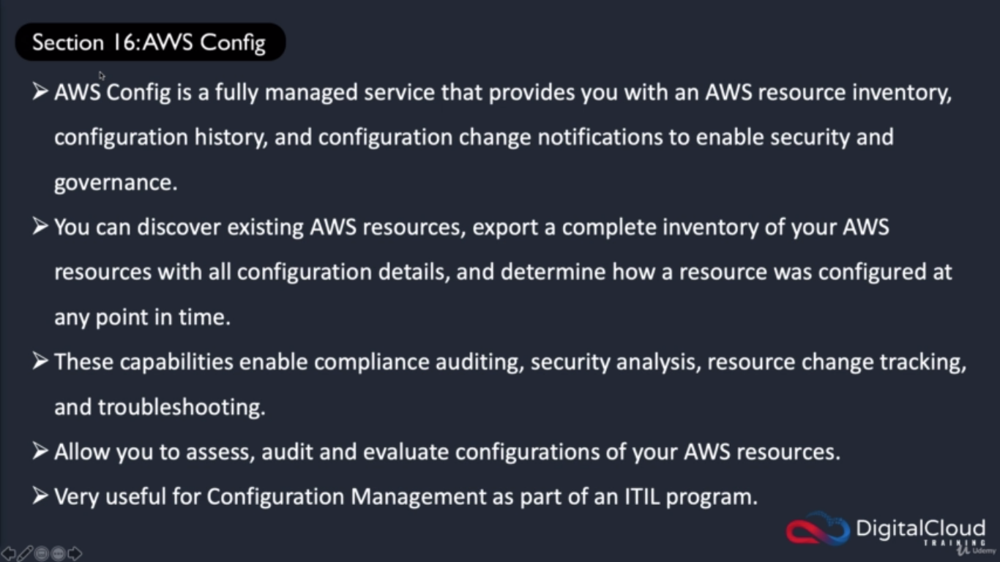 Section 16: AWS Config
➢ AWS Config is a fully managed service that provides you with an AWS resource inventory,
configuration history, and configuration change notifications to enable security and
governance.
➢ You can discover existing AWS resources, export a complete inventory of your AWS
resources with all configuration details, and determine how a resource was configured at
any point in time.
➢ These capabilities enable compliance auditing, security analysis, resource change tracking,
and troubleshooting.
➢ Allow you to assess, audit and evaluate configurations of your AWS resources.
➢ Very useful for Configuration Management as part of an ITIL program.
DigitalCloud
TRAINING
Udemy